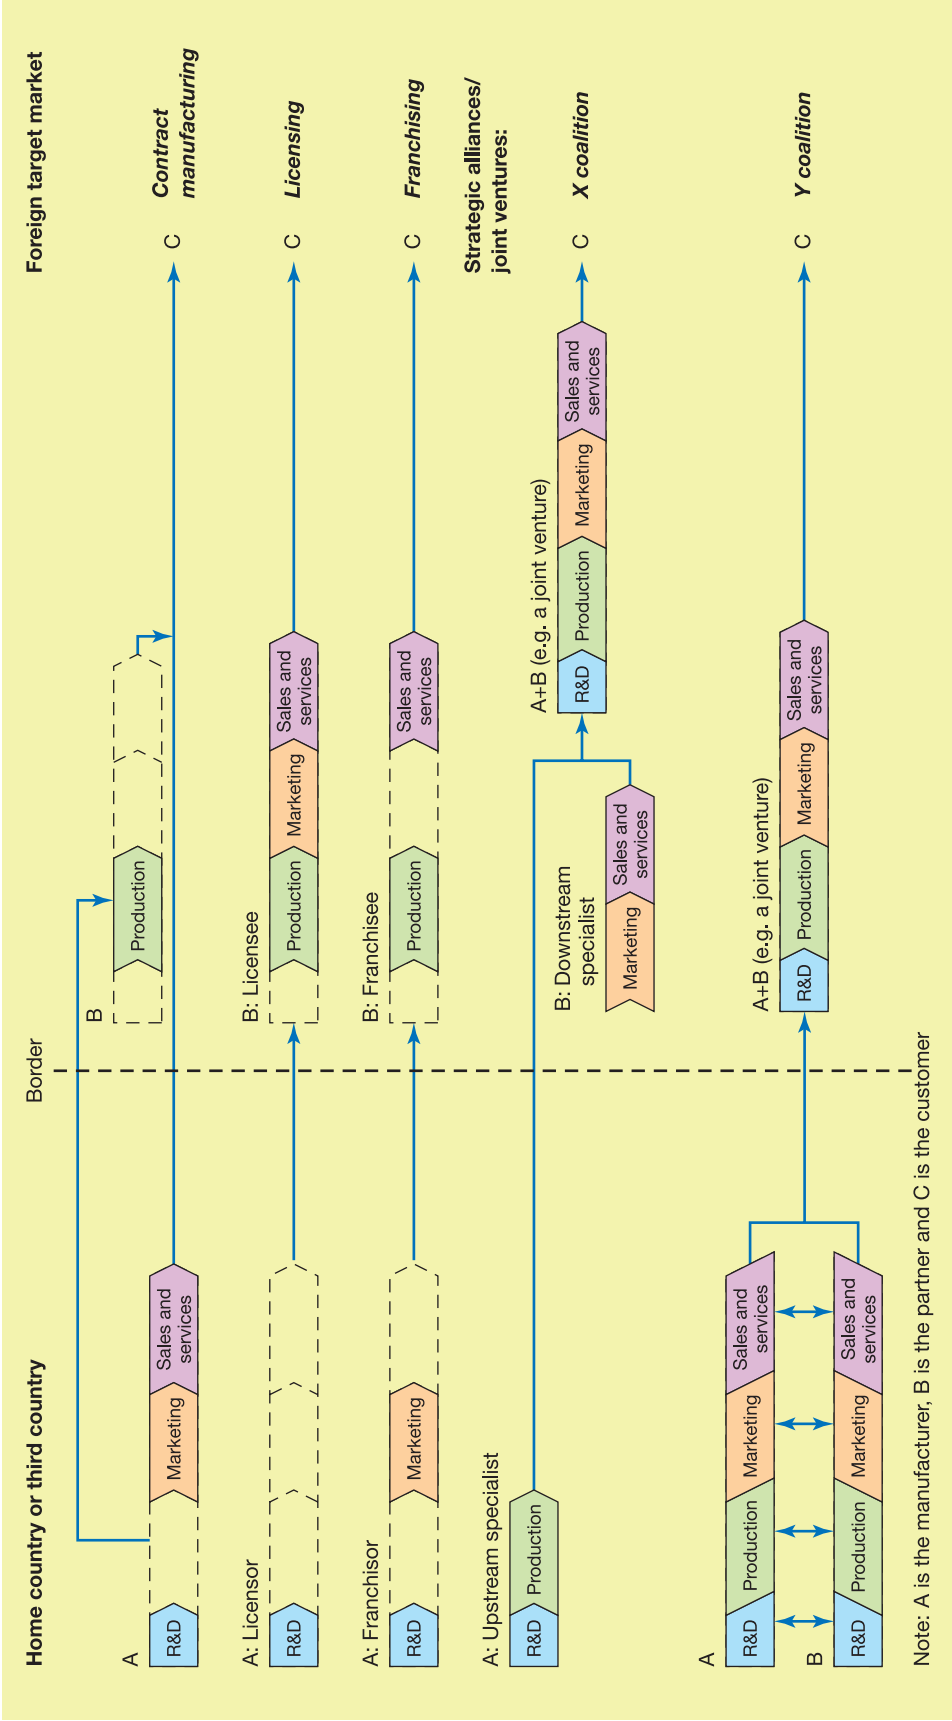 Home country or third country
Border
Foreign target market
A
R&D
Marketing
Sales and
services
B
Production
C
Contract
manufacturing
A: Licensor
R&D
B: Licensee
Production
Marketing
Sales and
services
C
Licensing
A: Franchisor
R&D
Marketing
B: Franchisee
Production
Sales and
services
C
Franchising
Strategic alliances/
joint ventures:
A: Upstream specialist
R&D
Production
B: Downstream
specialist
Marketing
Sales and
services
A+B (e.g. a joint venture)
R&D
Production
Marketing
Sales and
services
C
X coalition
A
R&D
Production
Marketing
Sales and
services
B
R&D
Production
Marketing
Sales and
services
A+B (e.g. a joint venture)
R&D
Production
Marketing
Sales and
services
C
Y coalition
Note: A is the manufacturer, B is the partner and C is the customer